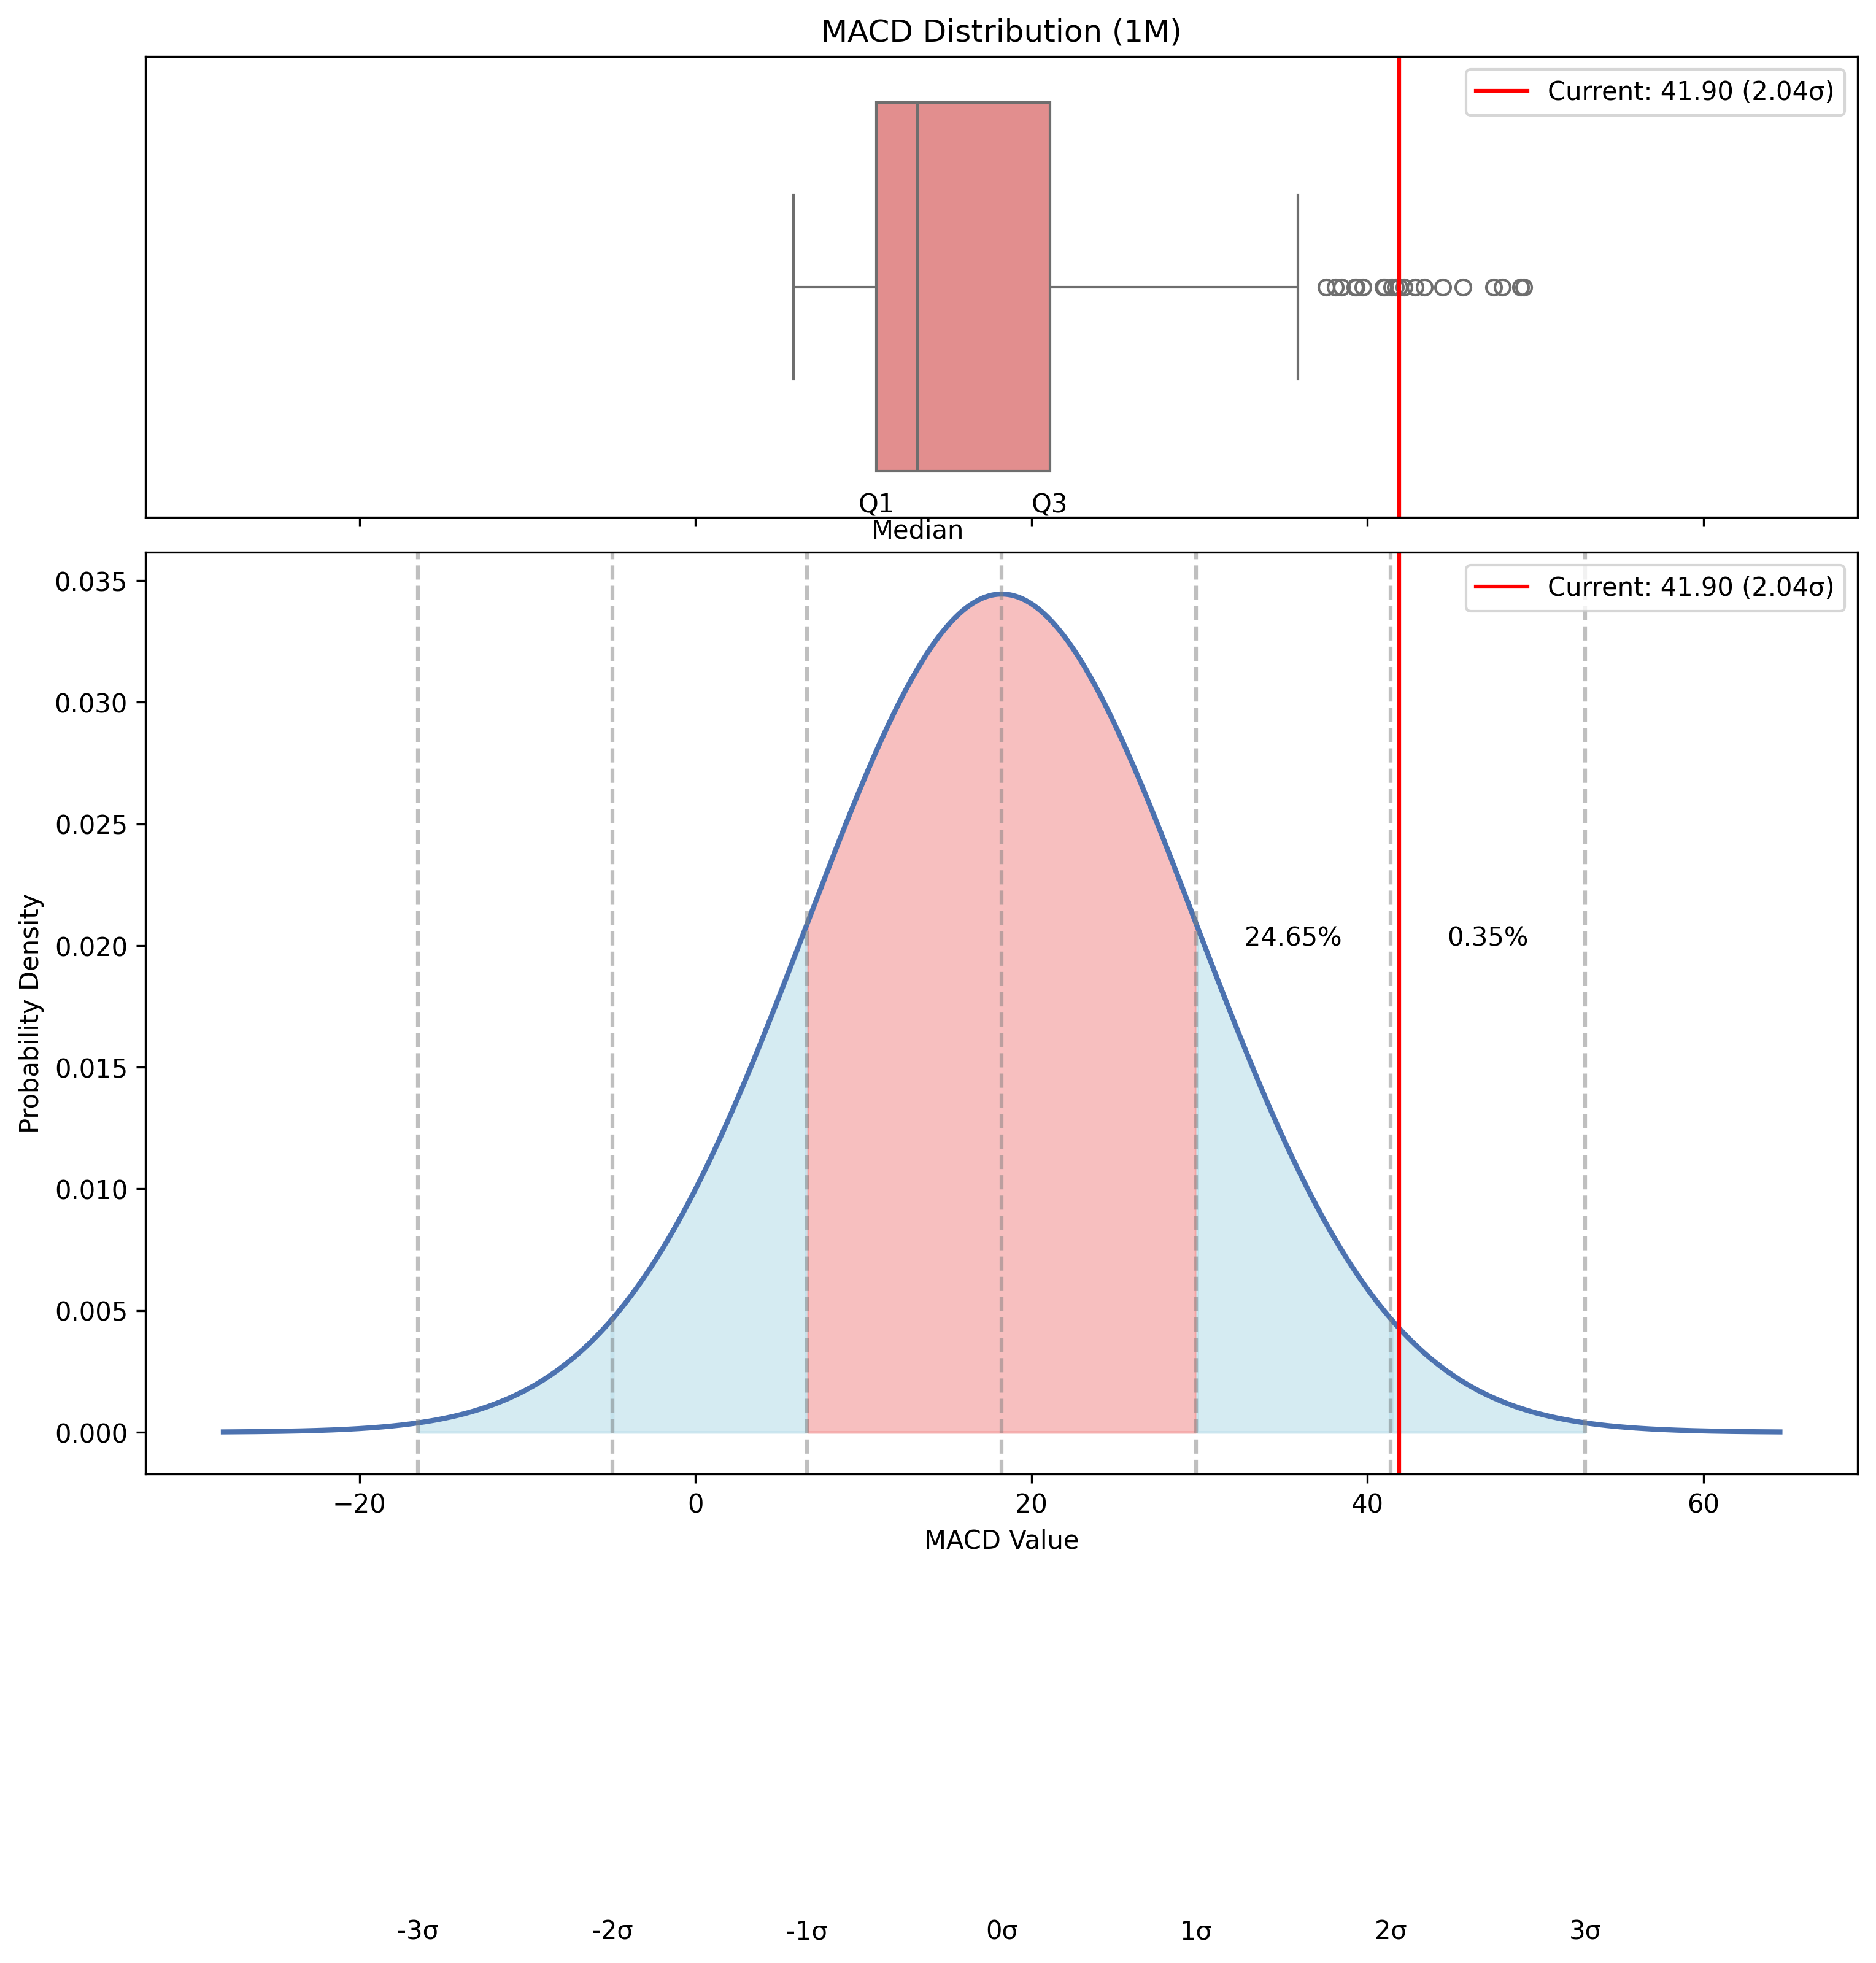 MACD Distribution (1M)
Current: 41.90 (2.04σ)
Q1
Q3
Median
Current: 41.90 (2.04σ)
0.035
0.030
0.025
0.020
0.015
0.010
0.005
0.000
Probability Density
24.65%
0.35%
−20
0
20
40
60
MACD Value
-3σ
-2σ
-1σ
0σ
1σ
2σ
3σ